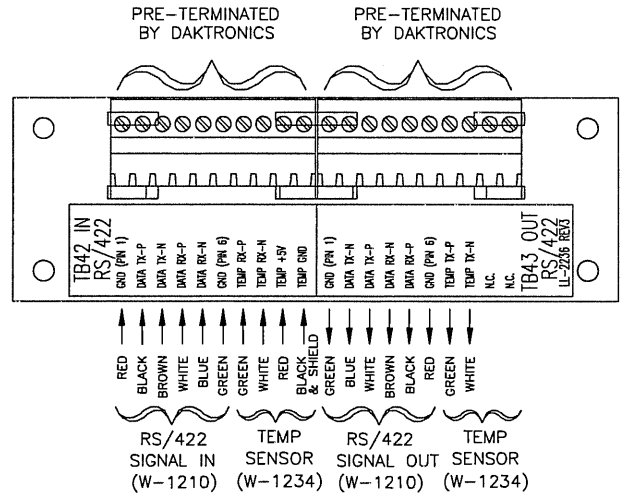 PRE-TERMINATED
BY DAKTRONICS
PRE-TERMINATED
BY DAKTRONICS
TB42 IN
RS/422
GND (PIN 1)
DATA TX-P
DATA TX-N
DATA RX-P
DATA RX-N
GND (PIN 6)
TEMP RX-P
TEMP RX-N
TEMP +5V
TEMP GND
GND (PIN 1)
DATA TX-N
DATA TX-P
DATA RX-N
DATA RX-P
GND (PIN 6)
TEMP TX-P
TEMP TX-N
N.C.
N.C.
TB43 OUT
RS/422
LL-2236 REV3
RED
BLACK
BROWN
WHITE
BLUE
GREEN
GREEN
WHITE
RED
BLACK
& SHIELD
GREEN
BLUE
WHITE
BROWN
BLACK
RED
GREEN
WHITE
RS/422
SIGNAL IN
(W-1210)
TEMP
SENSOR
(W-1234)
RS/422
SIGNAL OUT
(W-1210)
TEMP
SENSOR
(W-1234)